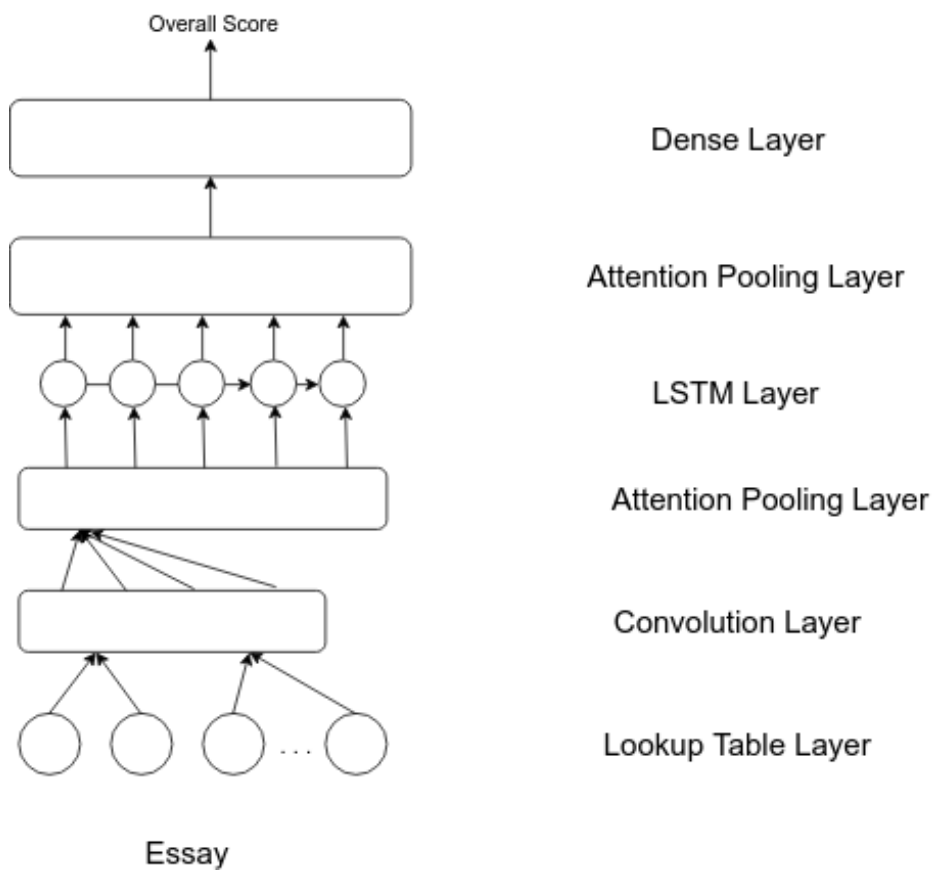 Overall Score
Dense Layer
Attention Pooling Layer
LSTM Layer
Attention Pooling Layer
Convolution Layer
. . .
Lookup Table Layer
Essay